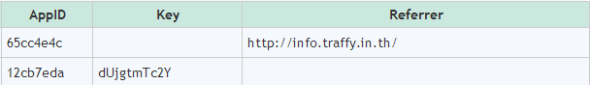 AppID Key Referrer
65cc4e4c http://info.traffy.in.th/
12cb7eda dUjgtmTc2Y